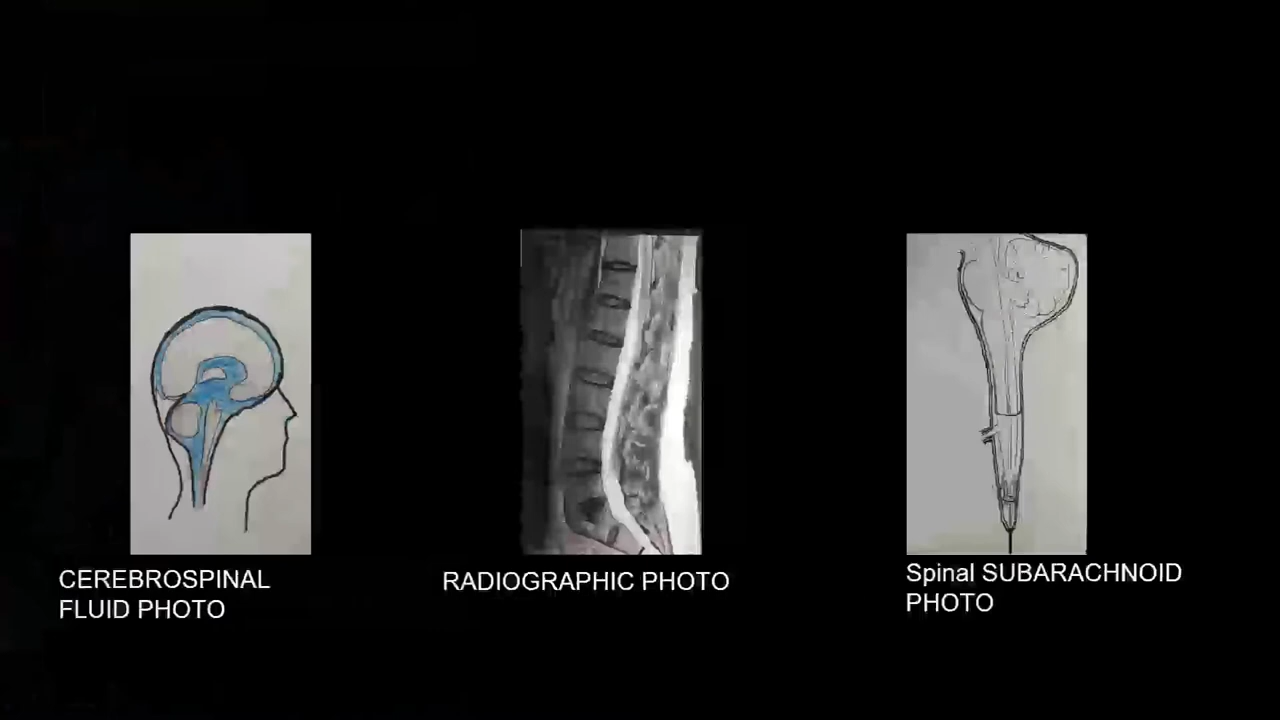 CEREBROSPINAL
FLUID PHOTO
RADIOGRAPHIC PHOTO
Spinal SUBARACHNOID
PHOTO